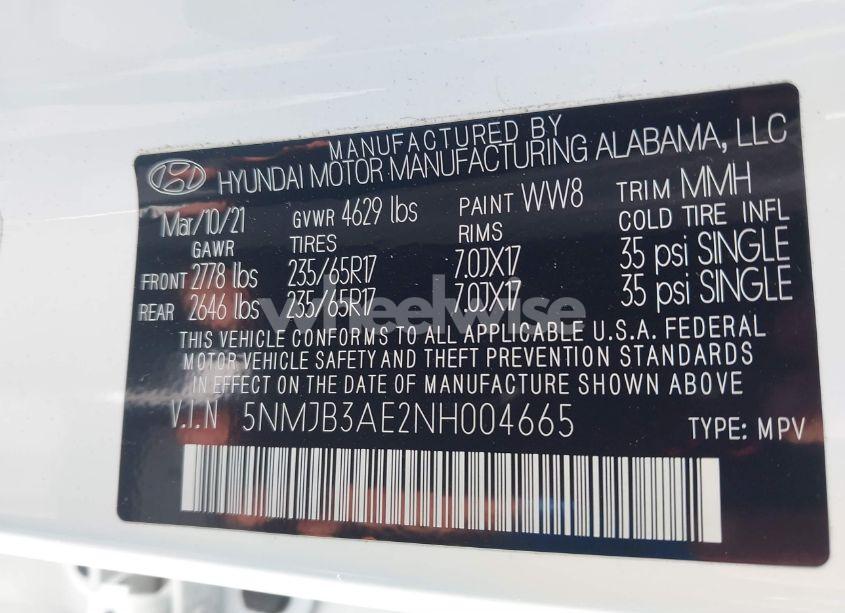 MANUFACTURED BY
HYUNDAI MOTOR MANUFACTURING ALABAMA, LLC
Mar/10/21 GVWR 4629 lbs PAINT WW8 TRIM MMH
GAWR TIRES RIMS COLD TIRE INFL
FRONT 2778 lbs 235/65R17 7.0JX17 35 psi SINGLE
REAR 2646 lbs 235/65R17 7.0JX17 35 psi SINGLE
wheelwise
THIS VEHICLE CONFORMS TO ALL APPLICABLE U.S.A. FEDERAL
MOTOR VEHICLE SAFETY AND THEFT PREVENTION STANDARDS
IN EFFECT ON THE DATE OF MANUFACTURE SHOWN ABOVE
V.I.N 5NMJB3AE2NH004665 TYPE: MPV